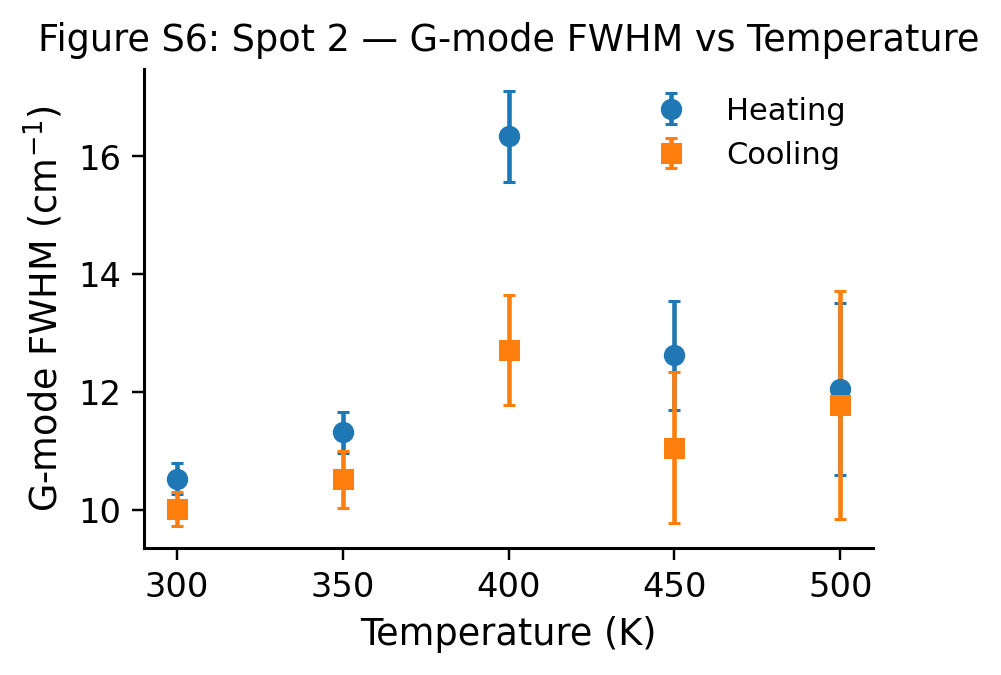 Figure S6: Spot 2 — G-mode FWHM vs Temperature
Heating
Cooling
G-mode FWHM (cm⁻¹)
16
14
12
10
300 350 400 450 500
Temperature (K)